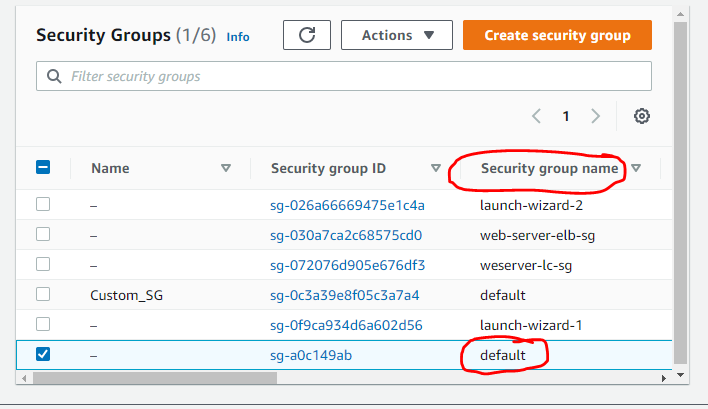 Security Groups (1/6) Info Actions Create security group
Filter security groups
1
Name Security group ID Security group name
– sg-026a66669475e1c4a launch-wizard-2
– sg-030a7ca2c68575cd0 web-server-elb-sg
– sg-072076d905e676df3 weserver-lc-sg
Custom_SG sg-0c3a39e8f05c3a7a4 default
– sg-0f9ca934d6a602d56 launch-wizard-1
– sg-a0c149ab default